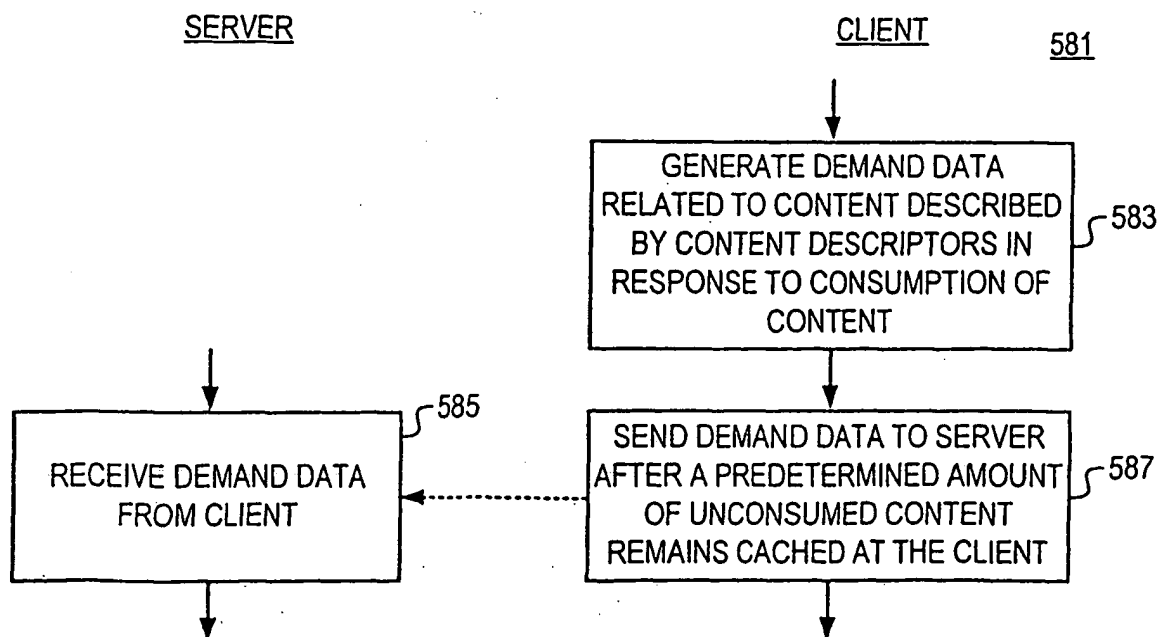 SERVER
CLIENT
581
GENERATE DEMAND DATA
RELATED TO CONTENT DESCRIBED
BY CONTENT DESCRIPTORS IN
RESPONSE TO CONSUMPTION OF
CONTENT
583
585
RECEIVE DEMAND DATA
FROM CLIENT
SEND DEMAND DATA TO SERVER
AFTER A PREDETERMINED AMOUNT
OF UNCONSUMED CONTENT
REMAINS CACHED AT THE CLIENT
587